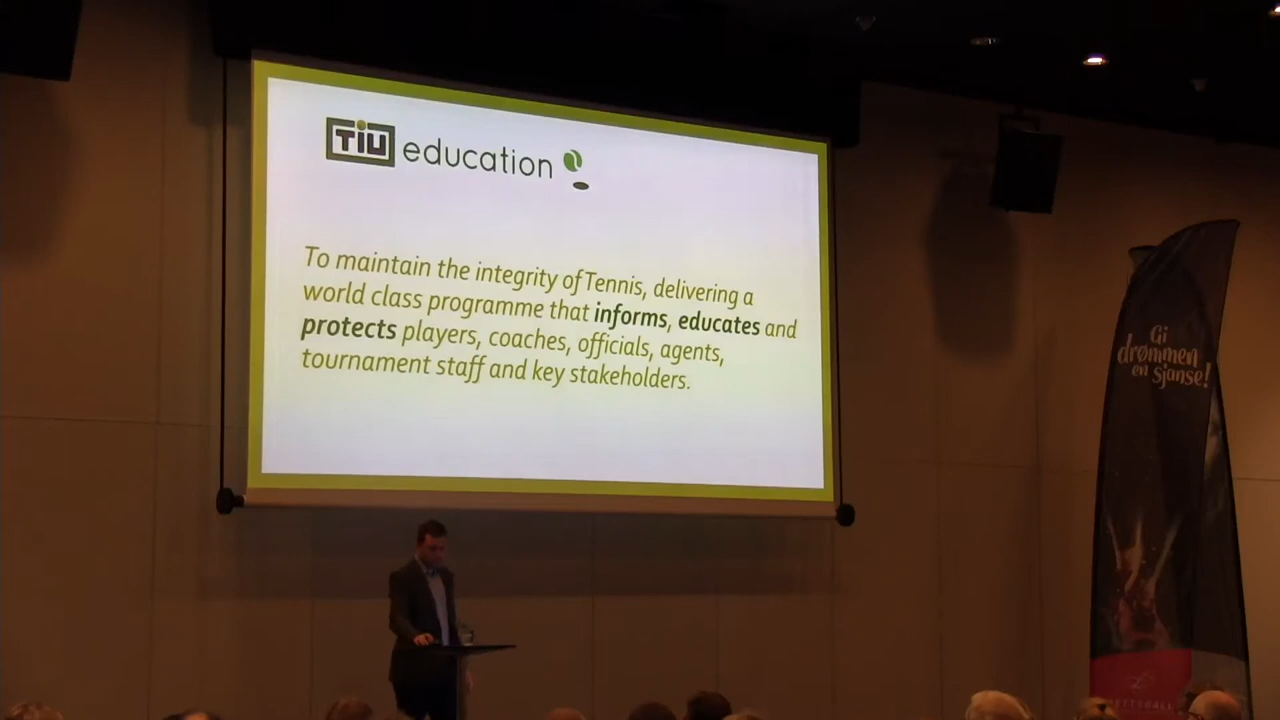 TiU education
To maintain the integrity of Tennis, delivering a
world class programme that informs, educates and
protects players, coaches, officials, agents,
tournament staff and key stakeholders.
Gi
drømmen
en sjanse!